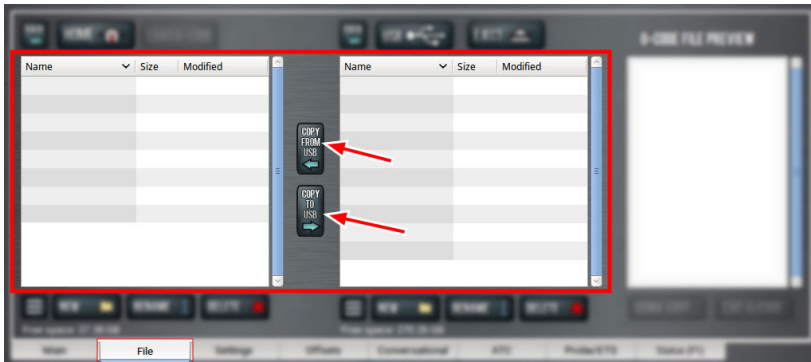 HOME
USB
EJECT
G-CODE FILE PREVIEW
Name Size Modified
Name Size Modified
COPY
FROM
USB
COPY
TO
USB
NEW RENAME DELETE
NEW RENAME DELETE
Main File Settings Offsets Conversational ATC Probe/ETS Status (F1)